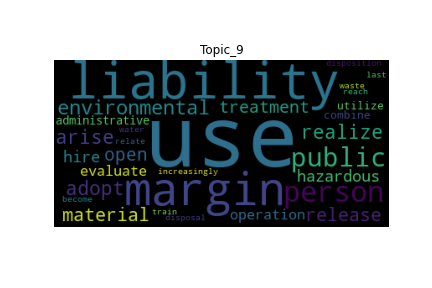 Topic_9
disposition
liability
last
waste
reach
environmental
treatment
utilize
use
combine
administrative
water
realize
arise
relate
hire
open
public
evaluate
increasingly
hazardous
adopt
margin
person
become
material
train
disposal
operation
release